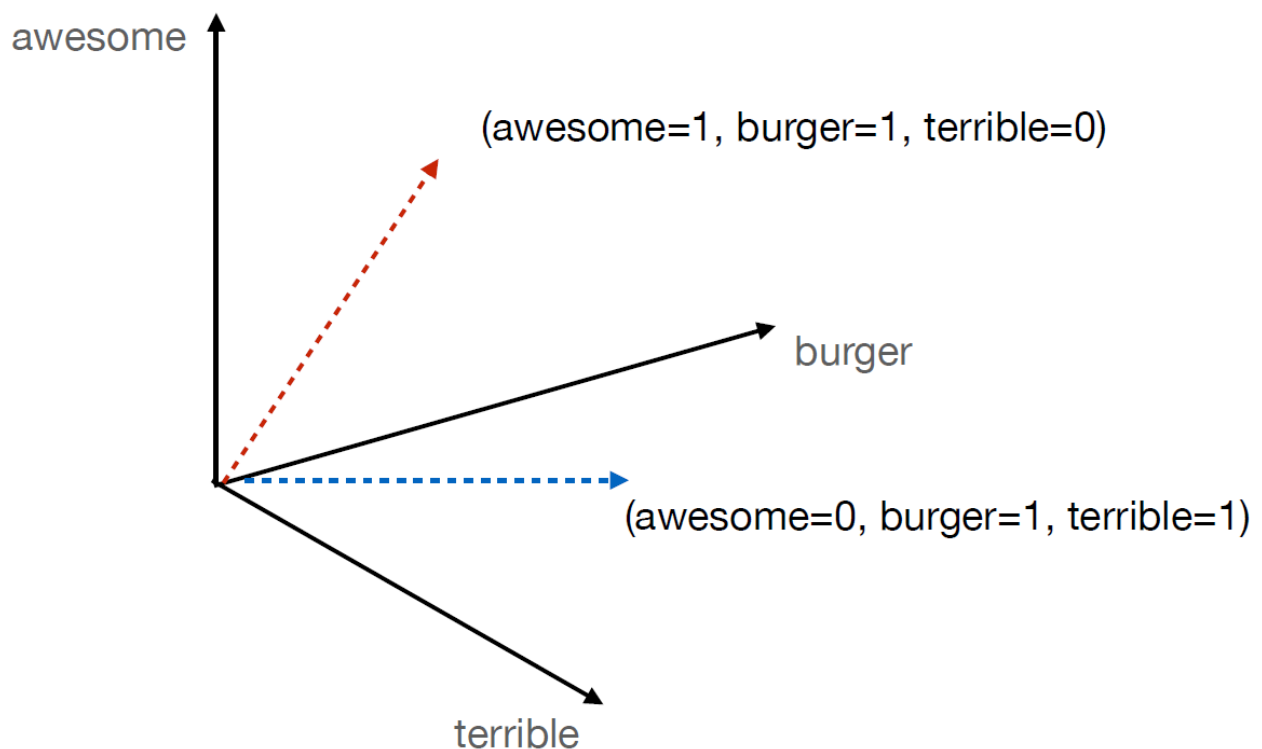 awesome
(awesome=1, burger=1, terrible=0)
burger
(awesome=0, burger=1, terrible=1)
terrible